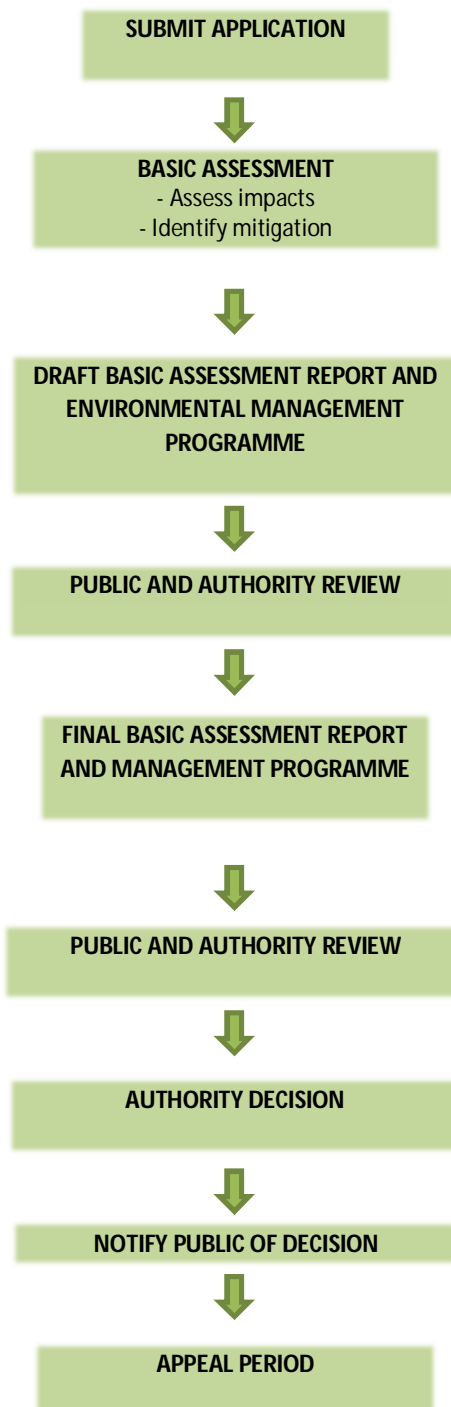 SUBMIT APPLICATION
BASIC ASSESSMENT
- Assess impacts
- Identify mitigation
DRAFT BASIC ASSESSMENT REPORT AND
ENVIRONMENTAL MANAGEMENT
PROGRAMME
PUBLIC AND AUTHORITY REVIEW
FINAL BASIC ASSESSMENT REPORT
AND MANAGEMENT PROGRAMME
PUBLIC AND AUTHORITY REVIEW
AUTHORITY DECISION
NOTIFY PUBLIC OF DECISION
APPEAL PERIOD